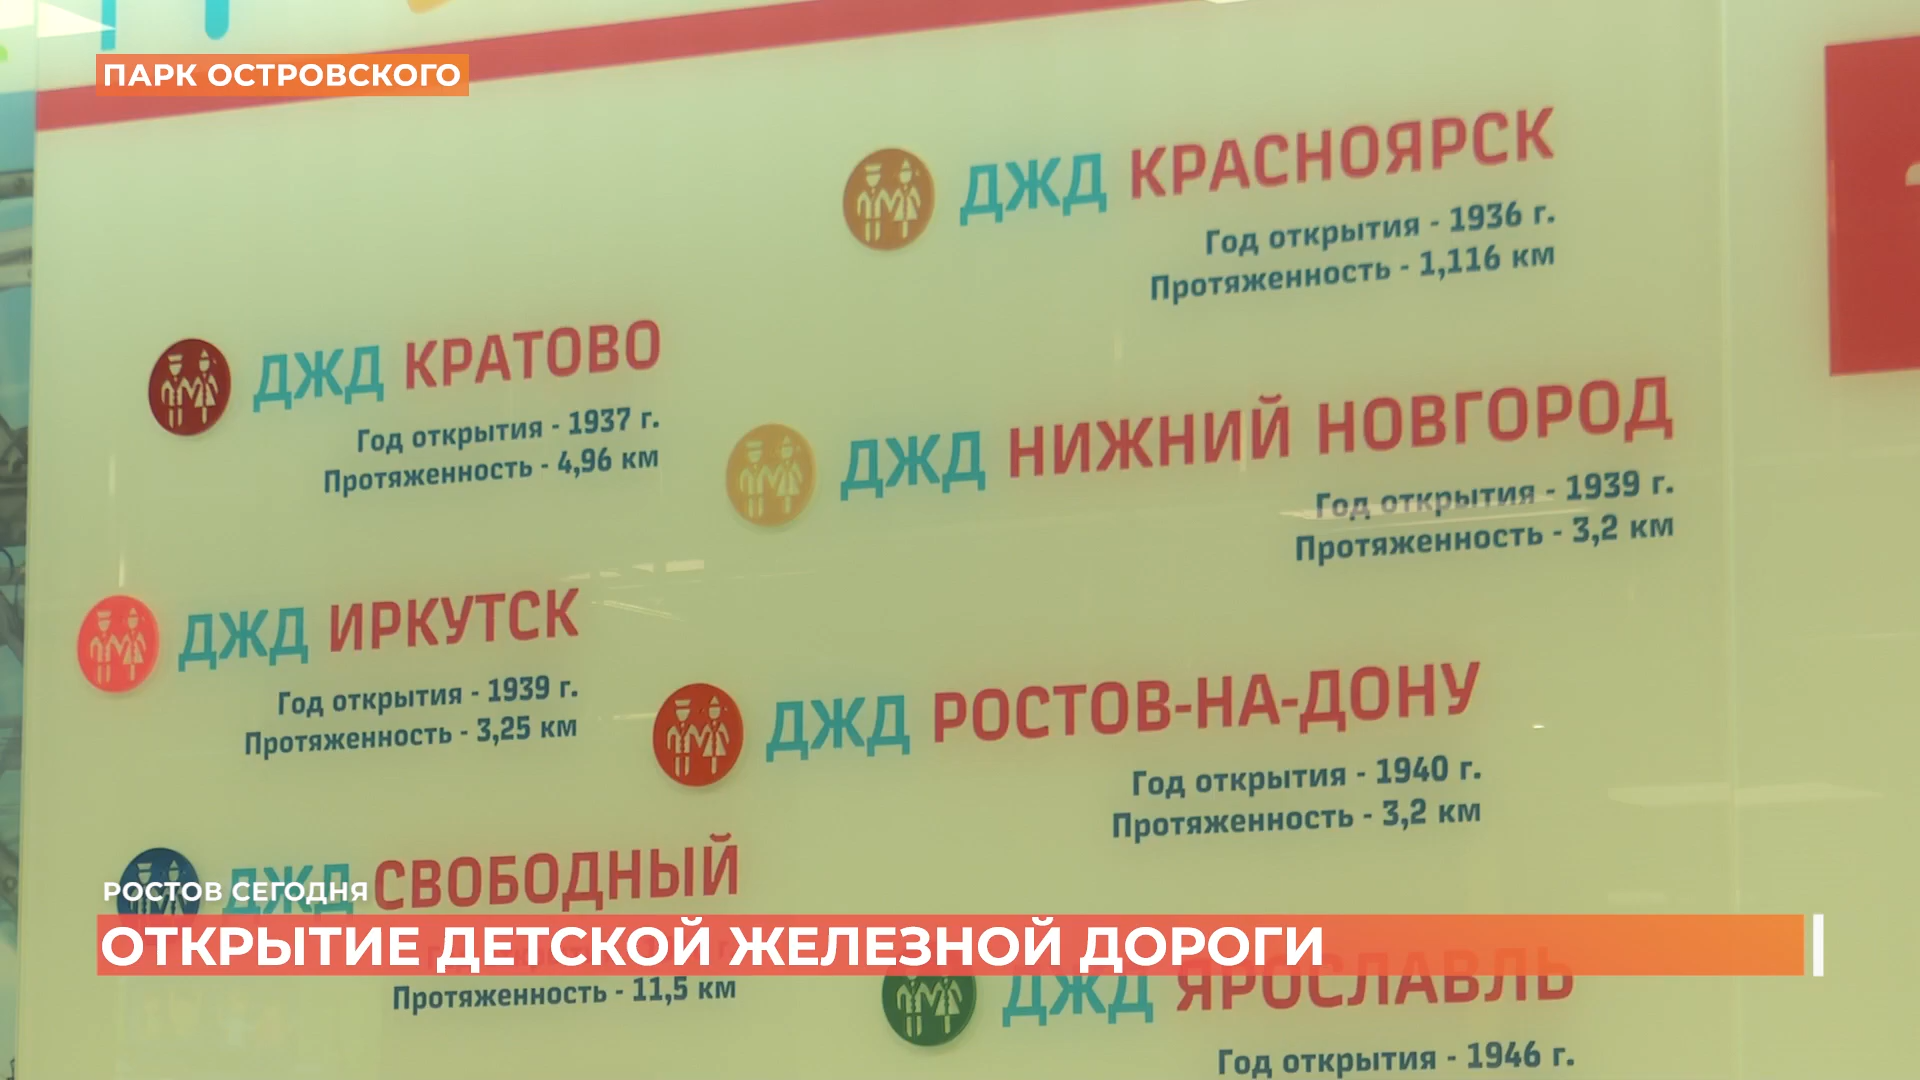 ПАРК ОСТРОВСКОГО
ДЖД КРАСНОЯРСК
Год открытия - 1936 г.
Протяженность - 1,116 км
ДЖД КРАТОВО
Год открытия - 1937 г.
Протяженность - 4,96 км
ДЖД НИЖНИЙ НОВГОРОД
Год открытия - 1939 г.
Протяженность - 3,2 км
ДЖД ИРКУТСК
Год открытия - 1939 г.
Протяженность - 3,25 км
ДЖД РОСТОВ-НА-ДОНУ
Год открытия - 1940 г.
Протяженность - 3,2 км
ДЖД СВОБОДНЫЙ
РОСТОВ СЕГОДНЯ
ОТКРЫТИЕ ДЕТСКОЙ ЖЕЛЕЗНОЙ ДОРОГИ
Протяженность - 11,5 км
ДЖД ЯРОСЛАВЛЬ
Год открытия - 1946 г.